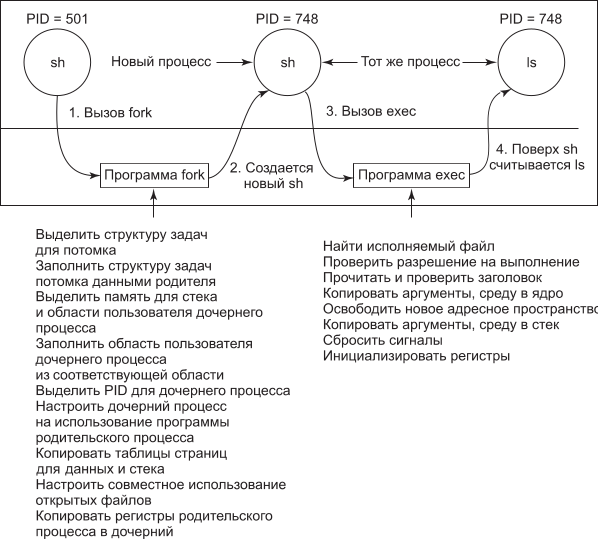 PID = 501
PID = 748
PID = 748
sh
Новый процесс
sh
Тот же процесс
ls
1. Вызов fork
3. Вызов exec
Программа fork
2. Создается
новый sh
Программа exec
4. Поверх sh
считывается ls
Выделить структуру задач
для потомка
Заполнить структуру задач
потомка данными родителя
Выделить память для стека
и области пользователя дочернего
процесса
Заполнить область пользователя
дочернего процесса
из соответствующей области
Выделить PID для дочернего процесса
Настроить дочерний процесс
на использование программы
родительского процесса
Копировать таблицы страниц
для данных и стека
Настроить совместное использование
открытых файлов
Копировать регистры родительского
процесса в дочерний
Найти исполняемый файл
Проверить разрешение на выполнение
Прочитать и проверить заголовок
Копировать аргументы, среду в ядро
Освободить новое адресное пространство
Копировать аргументы, среду в стек
Сбросить сигналы
Инициализировать регистры